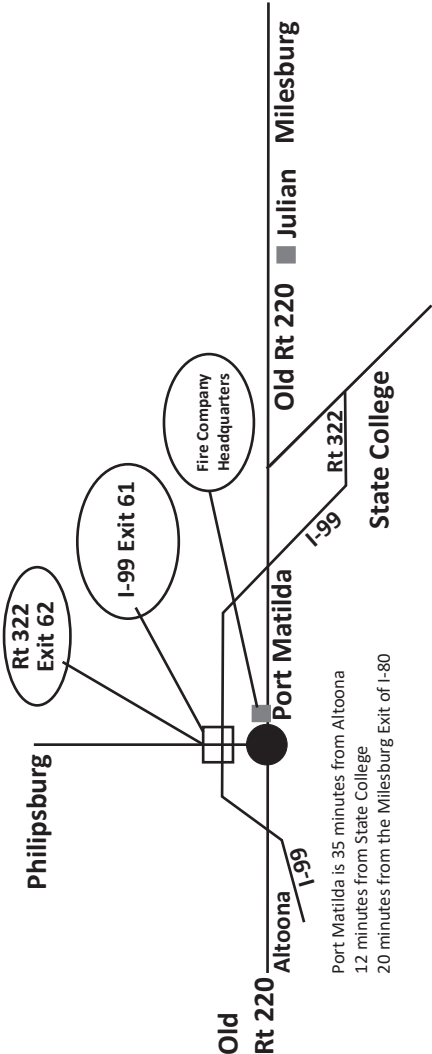 Philipsburg
Rt 322
Exit 62
I-99 Exit 61
Fire Company
Headquarters
Old
Rt 220
Altoona
I-99
Port Matilda
Old Rt 220
Julian
Milesburg
I-99
Rt 322
State College
Port Matilda is 35 minutes from Altoona
12 minutes from State College
20 minutes from the Milesburg Exit of I-80